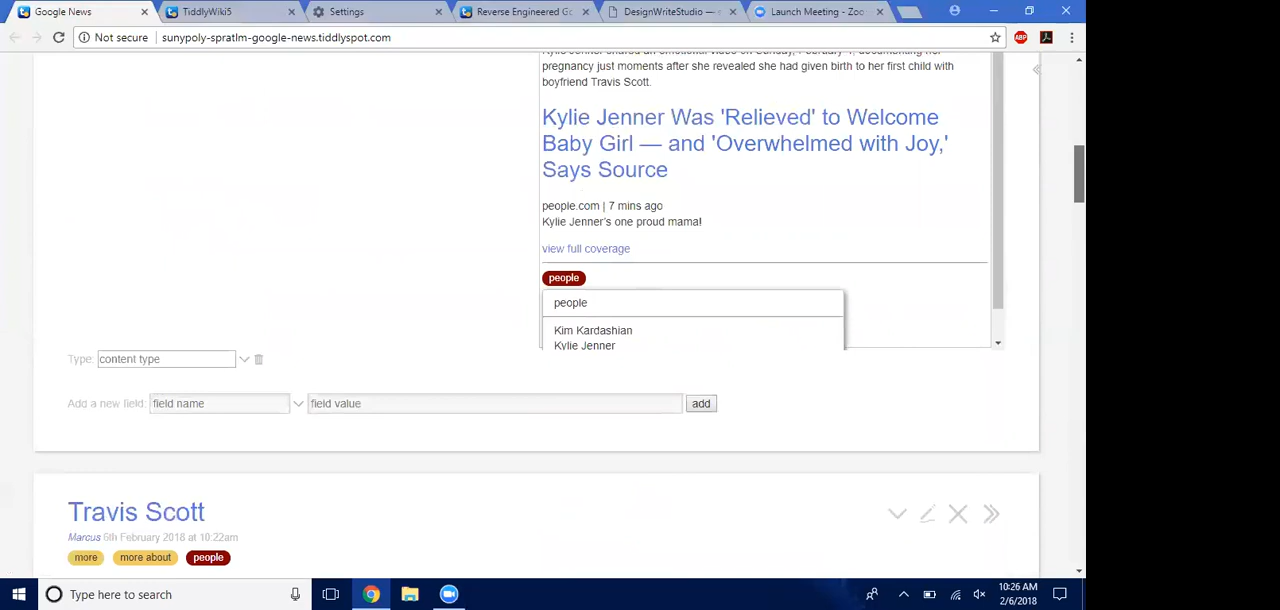 Google News
TiddlyWiki5
Settings
Reverse Engineered Go
DesignWriteStudio — s
Launch Meeting - Zoo
Not secure | sunypoly-spratlm-google-news.tiddlyspot.com
ABP
pregnancy just moments after she revealed she had given birth to her first child with
boyfriend Travis Scott.
Kylie Jenner Was 'Relieved' to Welcome
Baby Girl — and 'Overwhelmed with Joy,'
Says Source
people.com | 7 mins ago
Kylie Jenner's one proud mama!
view full coverage
people
people
Kim Kardashian
Kylie Jenner
Type: content type
Add a new field: field name field value add
Travis Scott
Marcus 6th February 2018 at 10:22am
more more about people
Type here to search
10:26 AM
2/6/2018